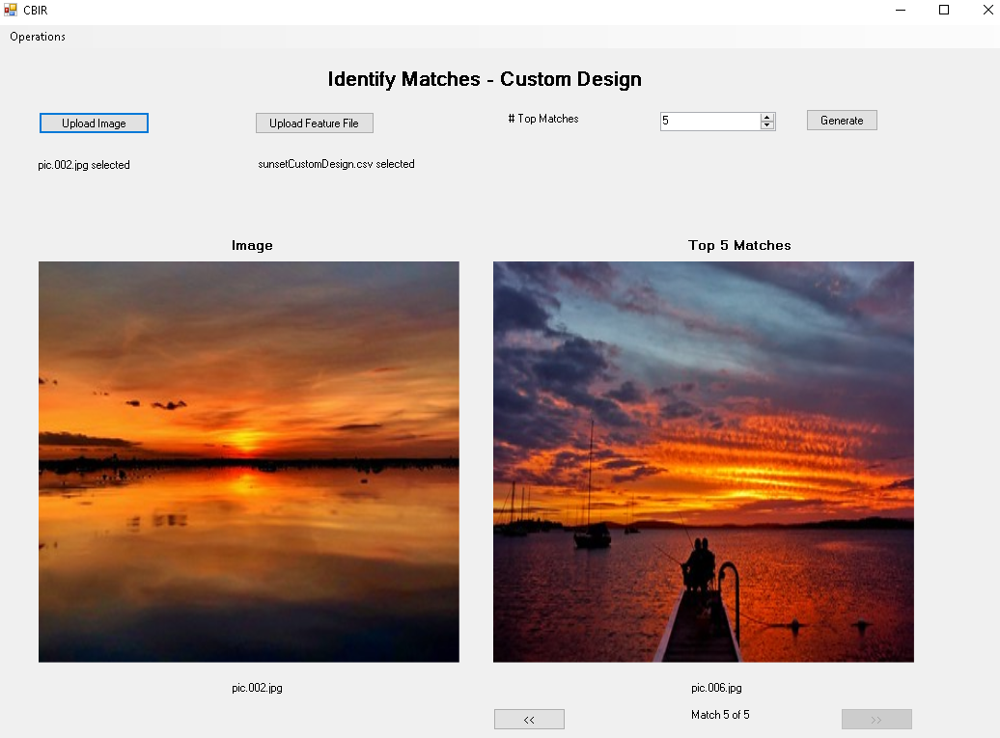 CBIR
Operations
Identify Matches - Custom Design
Upload Image
Upload Feature File
# Top Matches
5
Generate
pic.002.jpg selected
sunsetCustomDesign.csv selected
Image
Top 5 Matches
pic.002.jpg
pic.006.jpg
<<
Match 5 of 5
>>